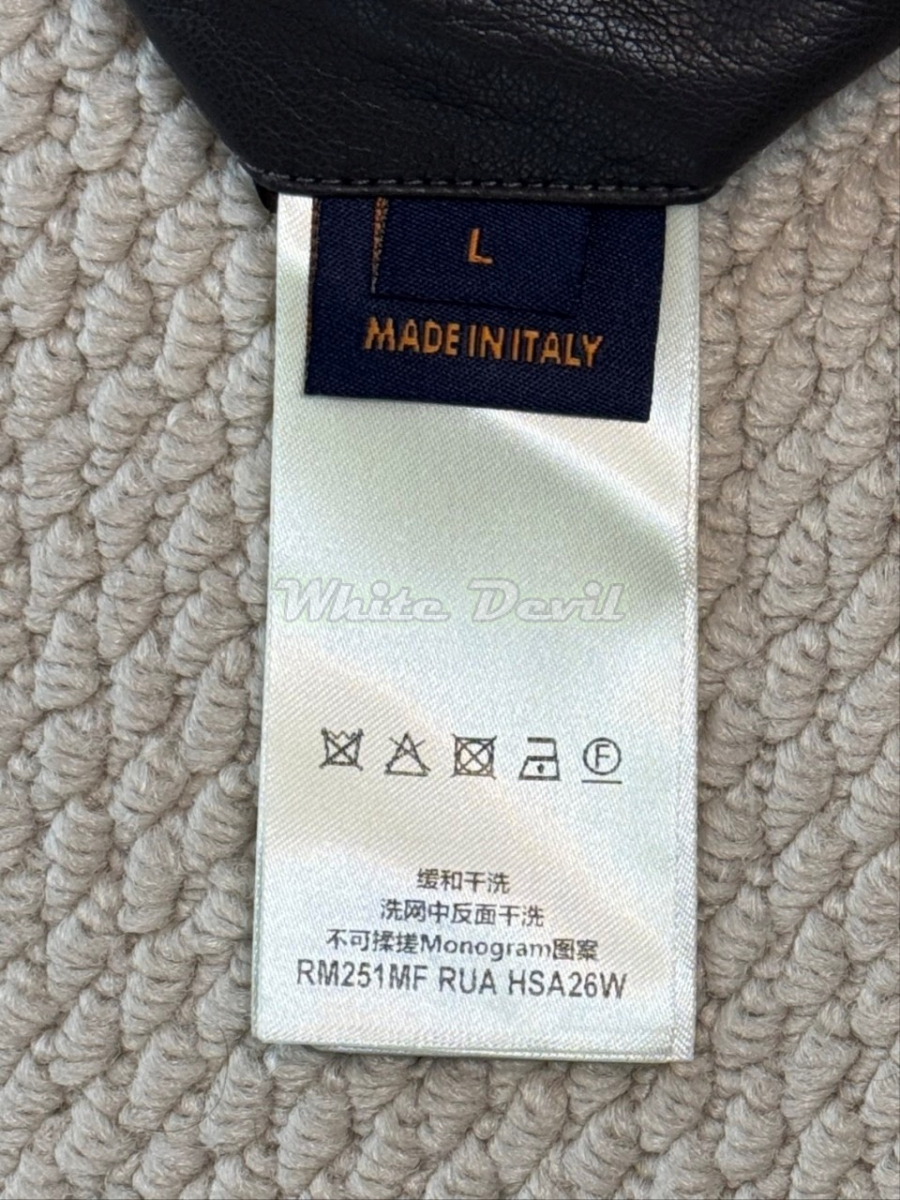 L
MADE IN ITALY
White Devil
F
缓和干洗
洗网中反面干洗
不可揉搓Monogram图案
RM251MF RUA HSA26W